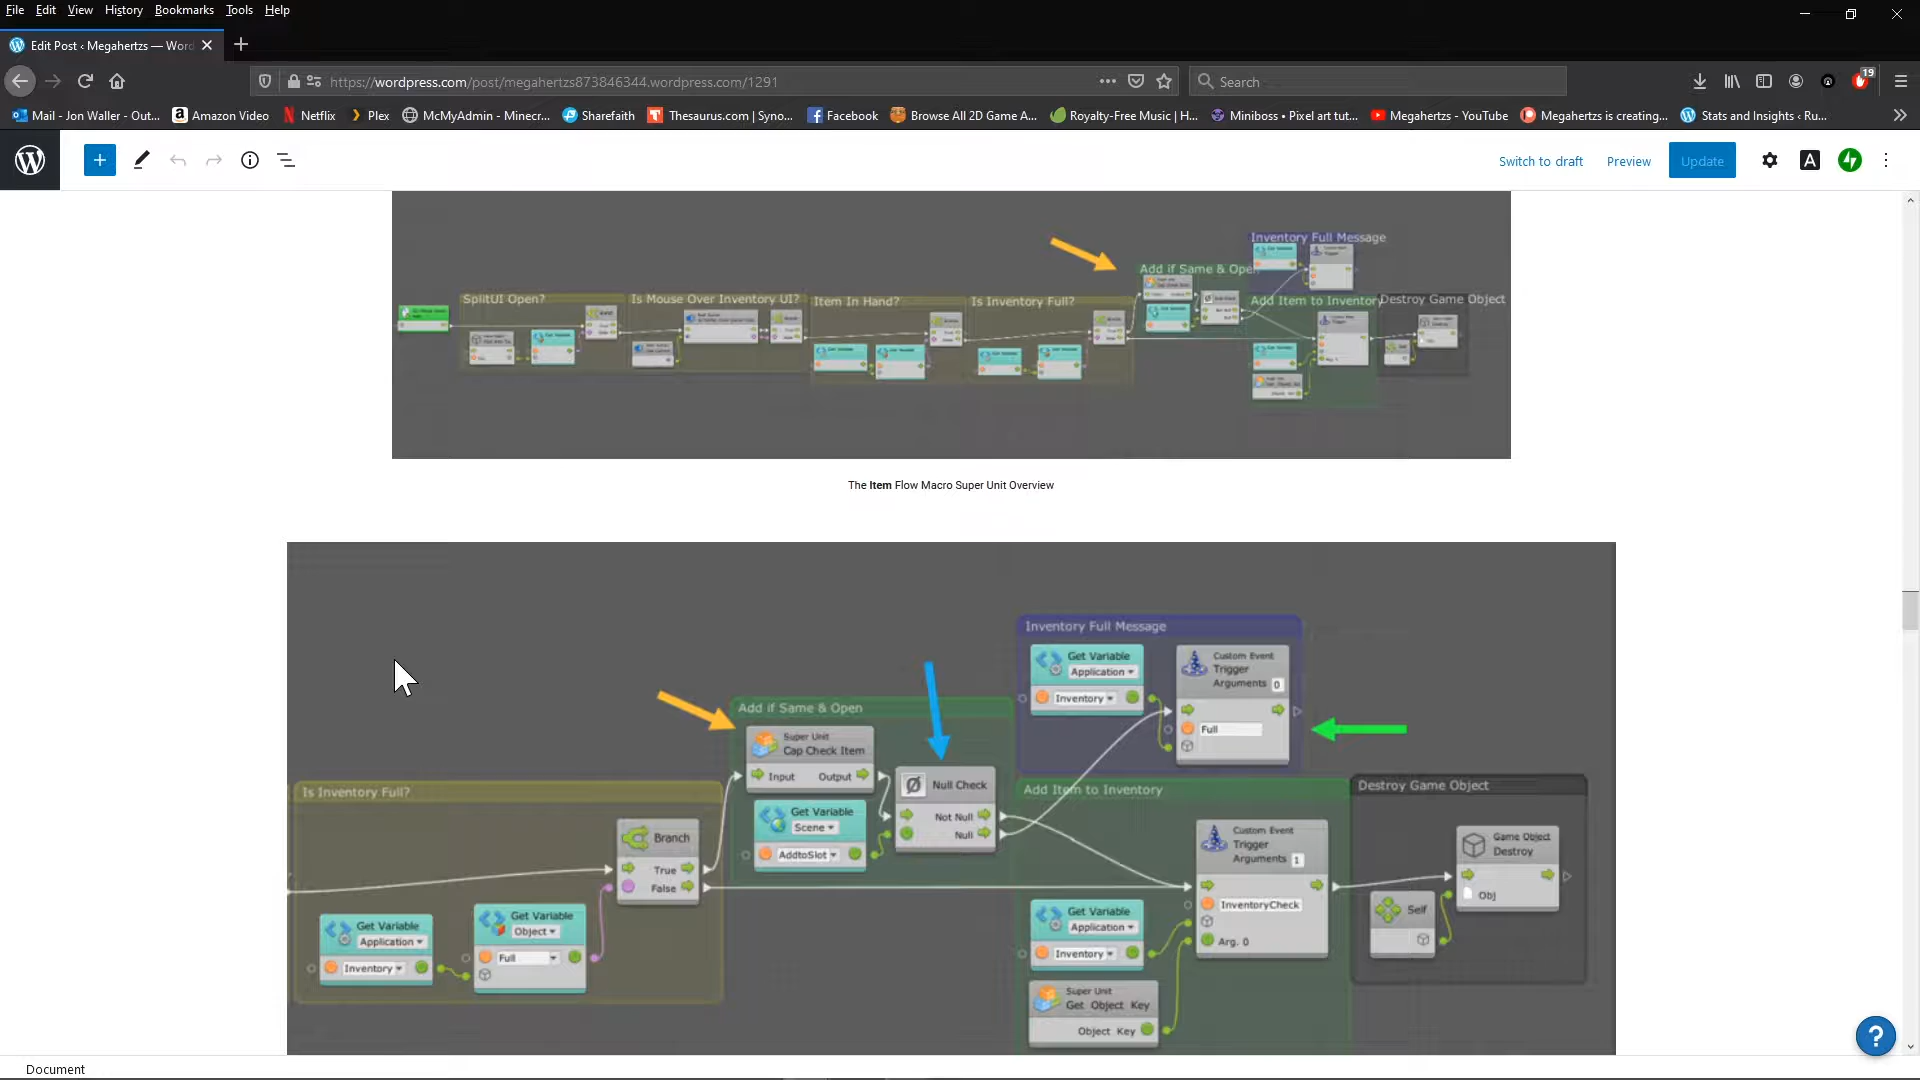 File Edit View History Bookmarks Tools Help
Edit Post ‹ Megahertzs — Word
https://wordpress.com/post/megahertzs873846344.wordpress.com/1291
Search
19
Mail - Jon Waller - Out... Amazon Video Netflix Plex McMyAdmin - Minecr... Sharefaith Thesaurus.com | Syno... Facebook Browse All 2D Game A... Royalty-Free Music | H... Miniboss • Pixel art tut... Megahertzs - YouTube Megahertzs is creating... Stats and Insights ‹ Ru...
Switch to draft Preview Update
Inventory Full Message
Add if Same & Open
SplitUI Open? Is Mouse Over Inventory UI? Item In Hand? Is Inventory Full? Add Item to Inventory Destroy Game Object
The Item Flow Macro Super Unit Overview
Inventory Full Message
Get Variable
Application
Inventory
Custom Event
Trigger
Arguments 0
Full
Add if Same & Open
Super Unit
Cap Check Item
Input Output
Get Variable
Scene
AddtoSlot
Null Check
Not Null
Null
Is Inventory Full?
Branch
True
False
Get Variable
Application
Inventory
Get Variable
Object
Full
Add Item to Inventory
Custom Event
Trigger
Arguments 1
InventoryCheck
Arg. 0
Get Variable
Application
Inventory
Super Unit
Get Object Key
Object Key
Destroy Game Object
Game Object
Destroy
Obj
Self
Document